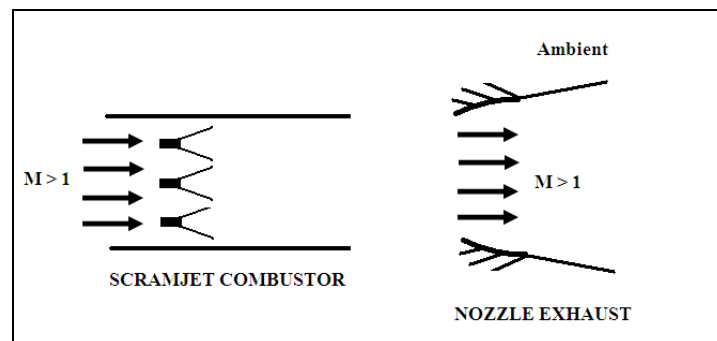 Ambient
M > 1
M > 1
SCRAMJET COMBUSTOR
NOZZLE EXHAUST